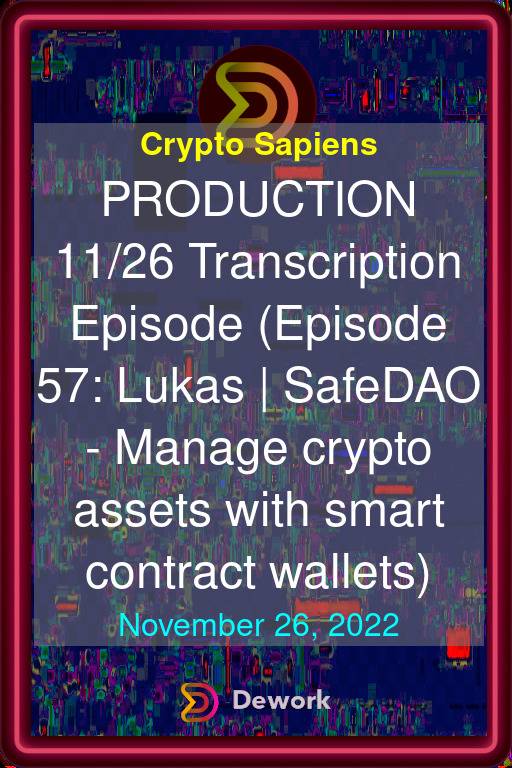 Crypto Sapiens
PRODUCTION
11/26 Transcription
Episode (Episode
57: Lukas | SafeDAO
- Manage crypto
assets with smart
contract wallets)
November 26, 2022
Dework